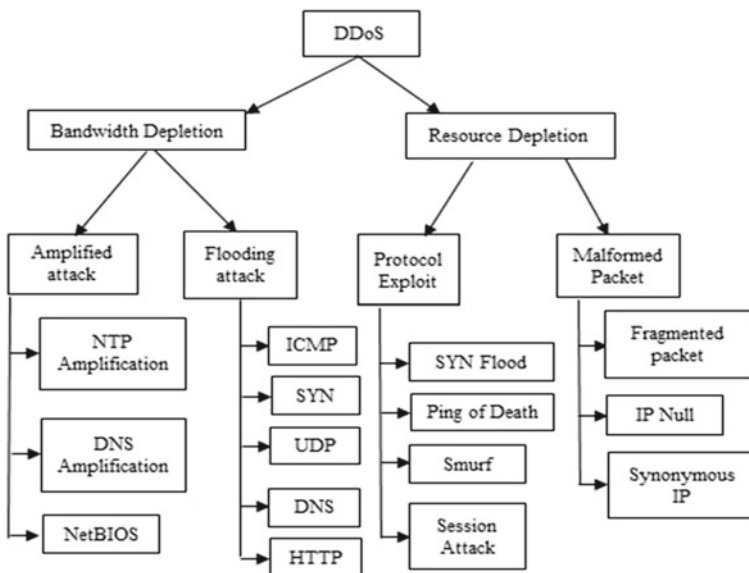 DDoS
Bandwidth Depletion
Resource Depletion
Amplified
attack
Flooding
attack
Protocol
Exploit
Malformed
Packet
NTP
Amplification
DNS
Amplification
NetBIOS
ICMP
SYN
UDP
DNS
HTTP
SYN Flood
Ping of Death
Smurf
Session
Attack
Fragmented
packet
IP Null
Synonymous
IP